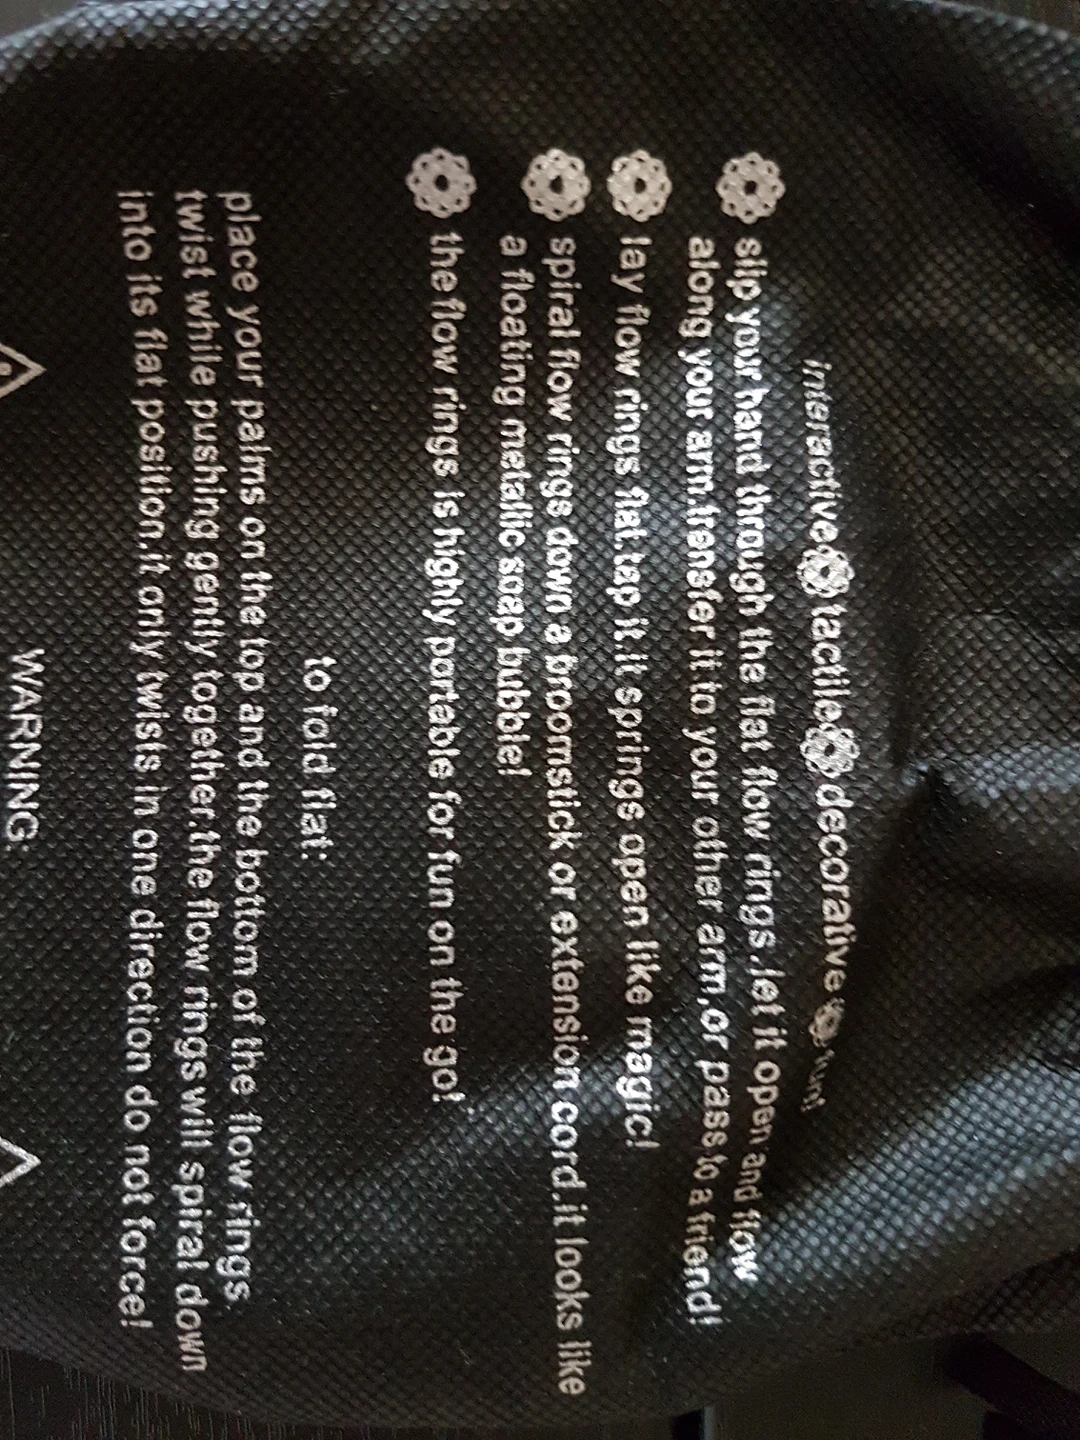 interactive tactile decorative fun!
slip your hand through the flat flow rings.let it open and flow
along your arm.transfer it to your other arm,or pass to a friend!
lay flow rings flat.tap it.it springs open like magic!
spiral flow rings down a broomstick or extension cord.it looks like
a floating metallic soap bubble!
the flow rings is highly portable for fun on the go!
to fold flat:
place your palms on the top and the bottom of the flow rings.
twist while pushing gently together.the flow rings will spiral down
into its flat position.it only twists in one direction do not force!
WARNING